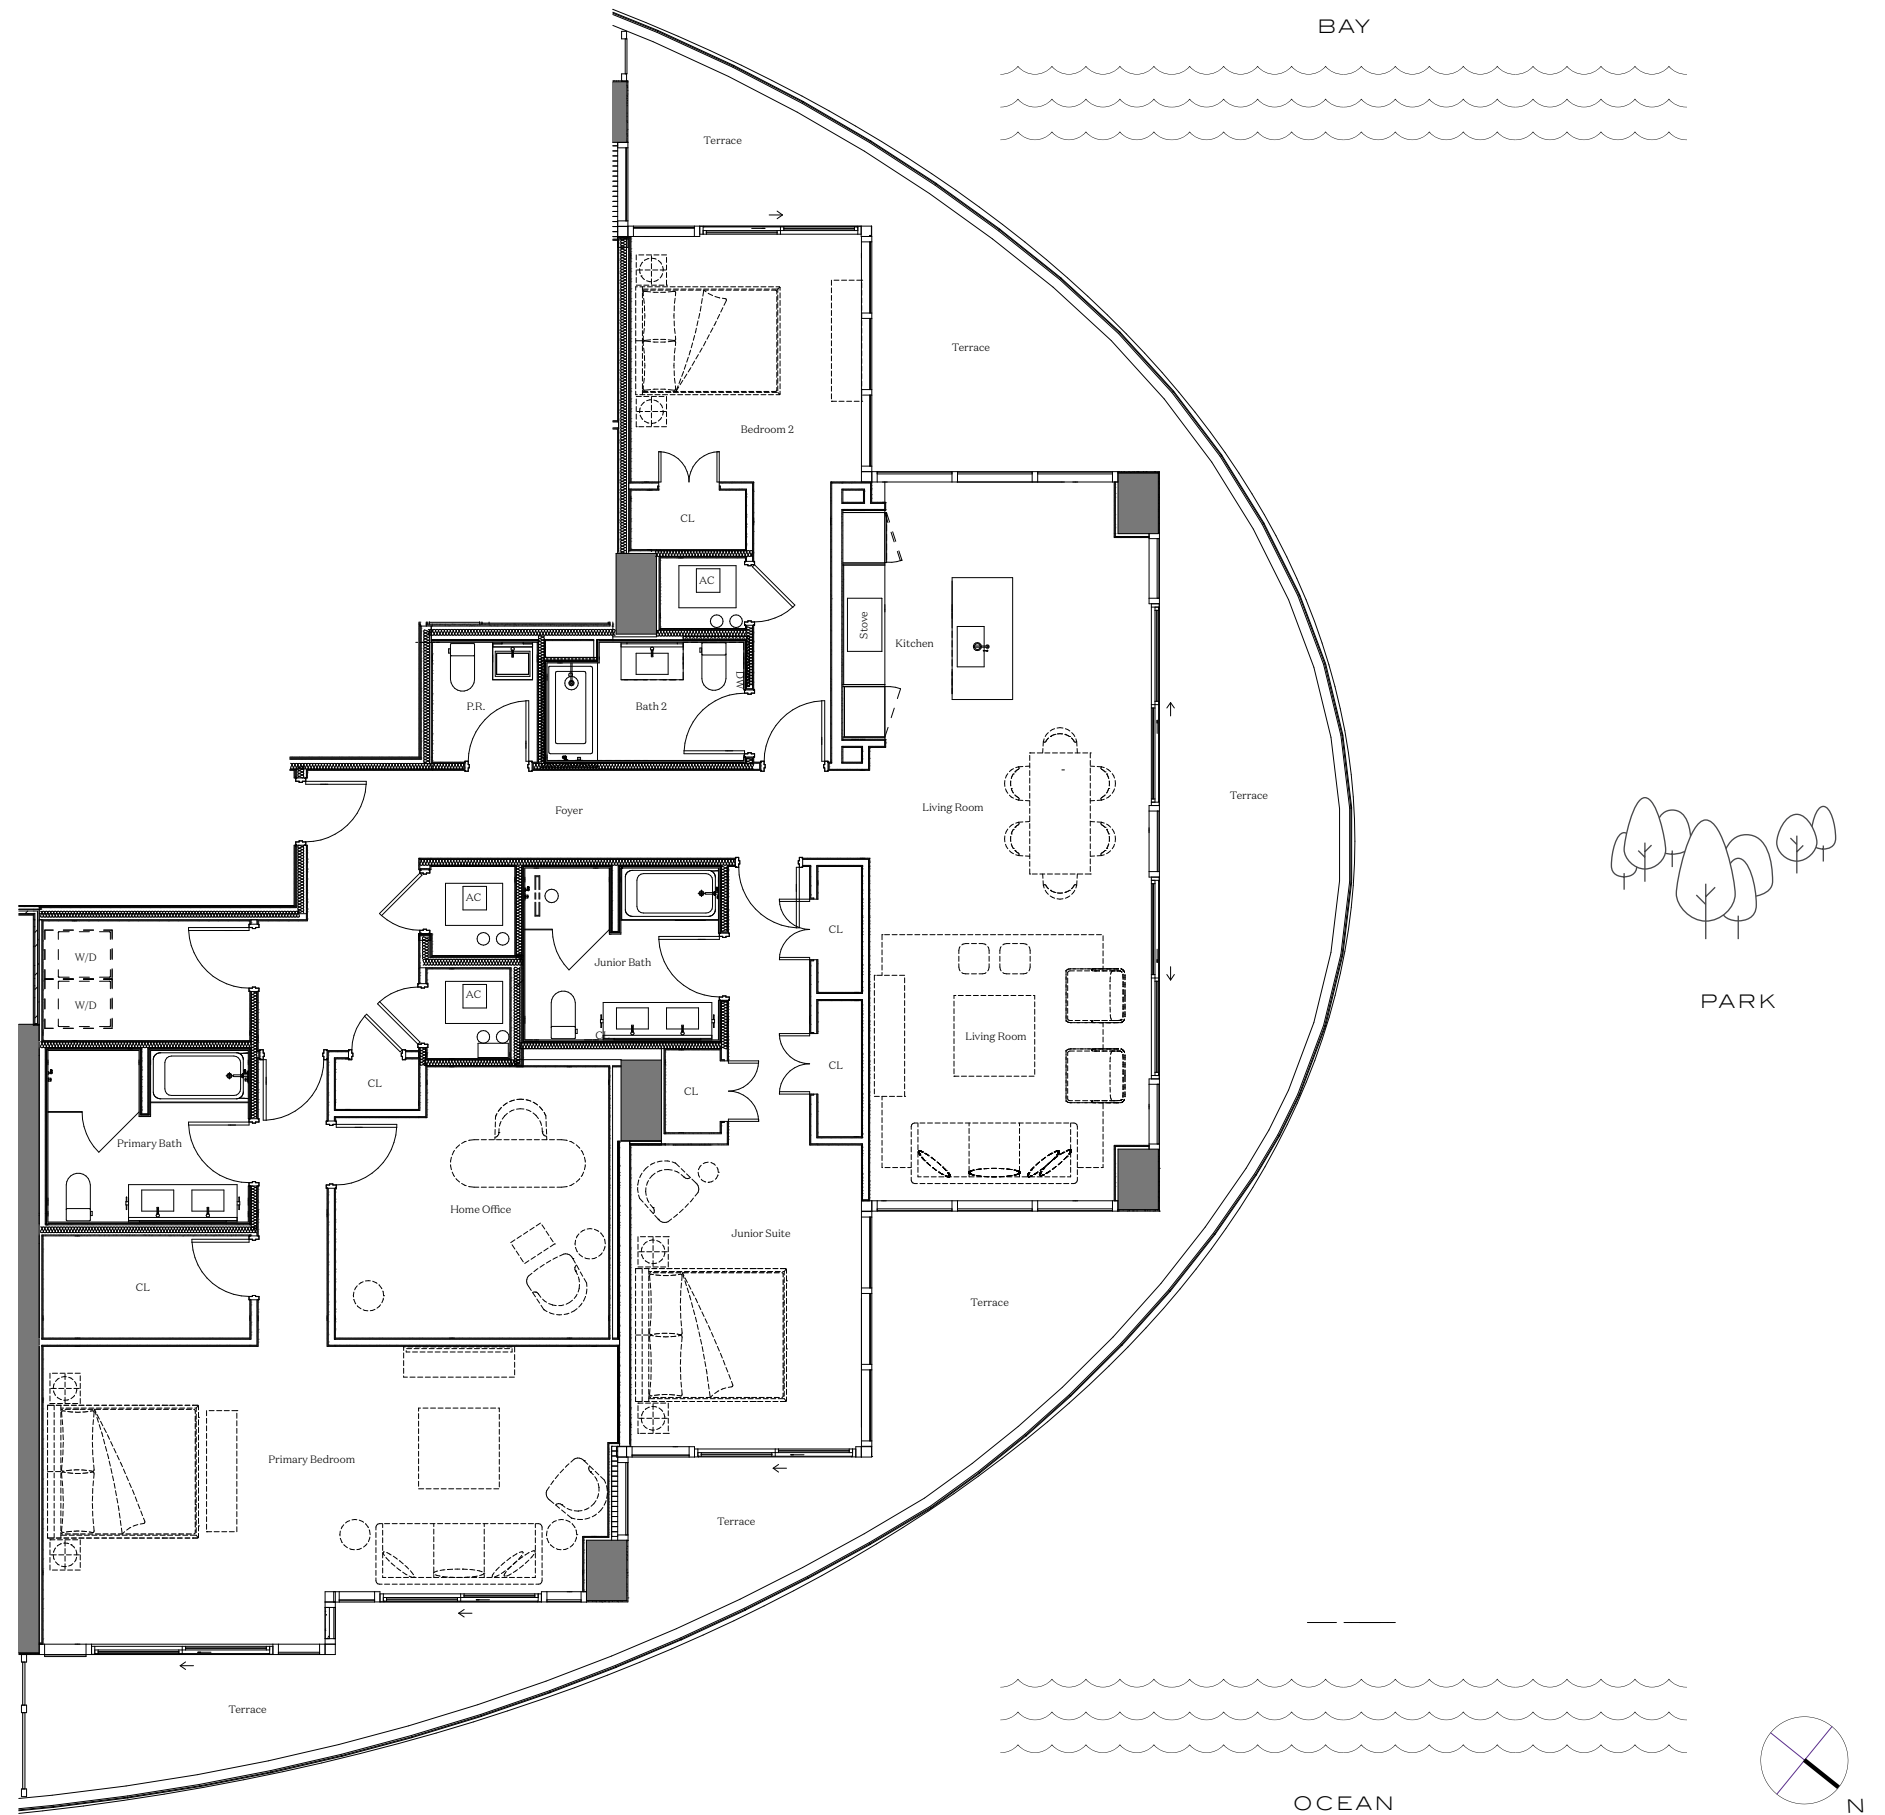 BAY
Terrace
Terrace
Bedroom 2
CL
AC
Stove
Kitchen
DW
P.R.
Bath 2
Terrace
Foyer
Living Room
AC
CL
W/D
Junior Bath
AC
W/D
PARK
Living Room
CL
CL
CL
Primary Bath
Home Office
Junior Suite
CL
Terrace
Primary Bedroom
Terrace
Terrace
OCEAN
N